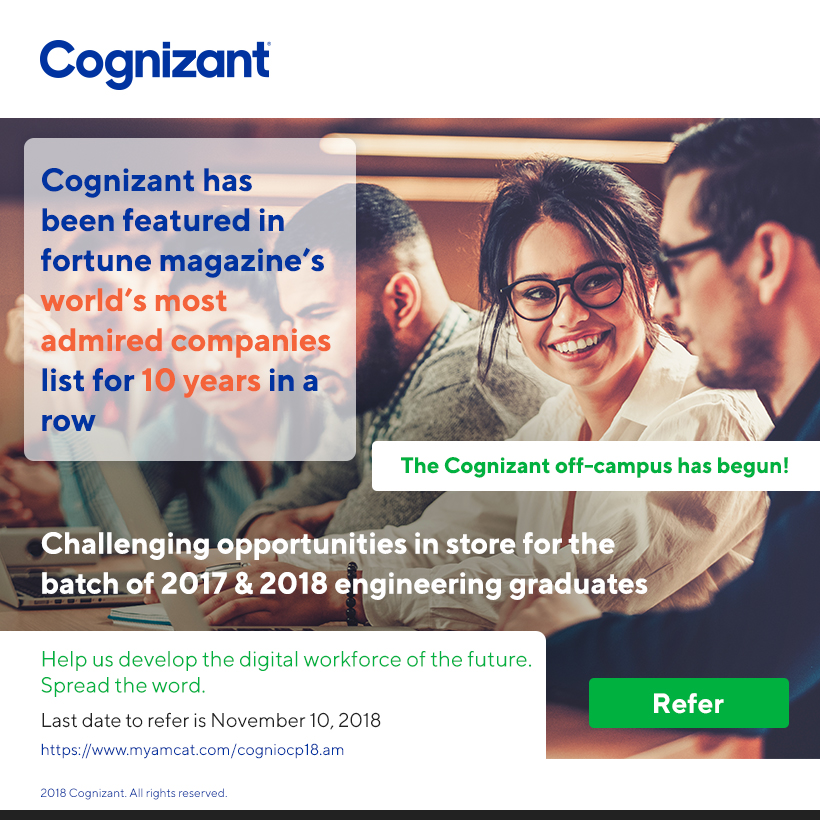 Cognizant
Cognizant has
been featured in
fortune magazine's
world's most
admired companies
list for 10 years in a
row
The Cognizant off-campus has begun!
Challenging opportunities in store for the
batch of 2017 & 2018 engineering graduates
Help us develop the digital workforce of the future.
Spread the word.
Last date to refer is November 10, 2018
https://www.myamcat.com/cogniocp18.am
Refer
2018 Cognizant. All rights reserved.